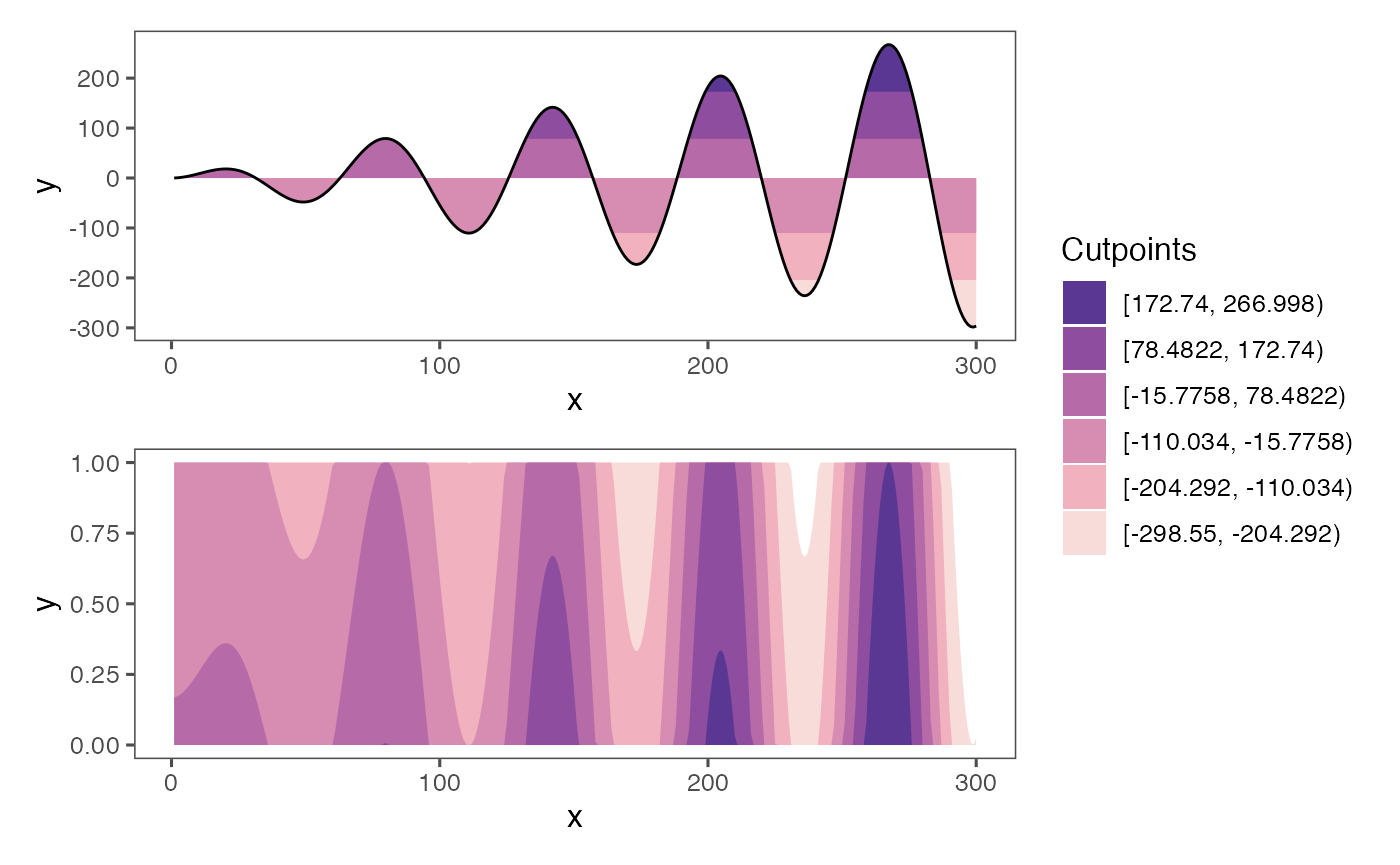 200
100
0
-100
-200
-300
y
0 100 200 300
x
1.00
0.75
0.50
0.25
0.00
y
0 100 200 300
x
Cutpoints
[172.74, 266.998)
[78.4822, 172.74)
[-15.7758, 78.4822)
[-110.034, -15.7758)
[-204.292, -110.034)
[-298.55, -204.292)